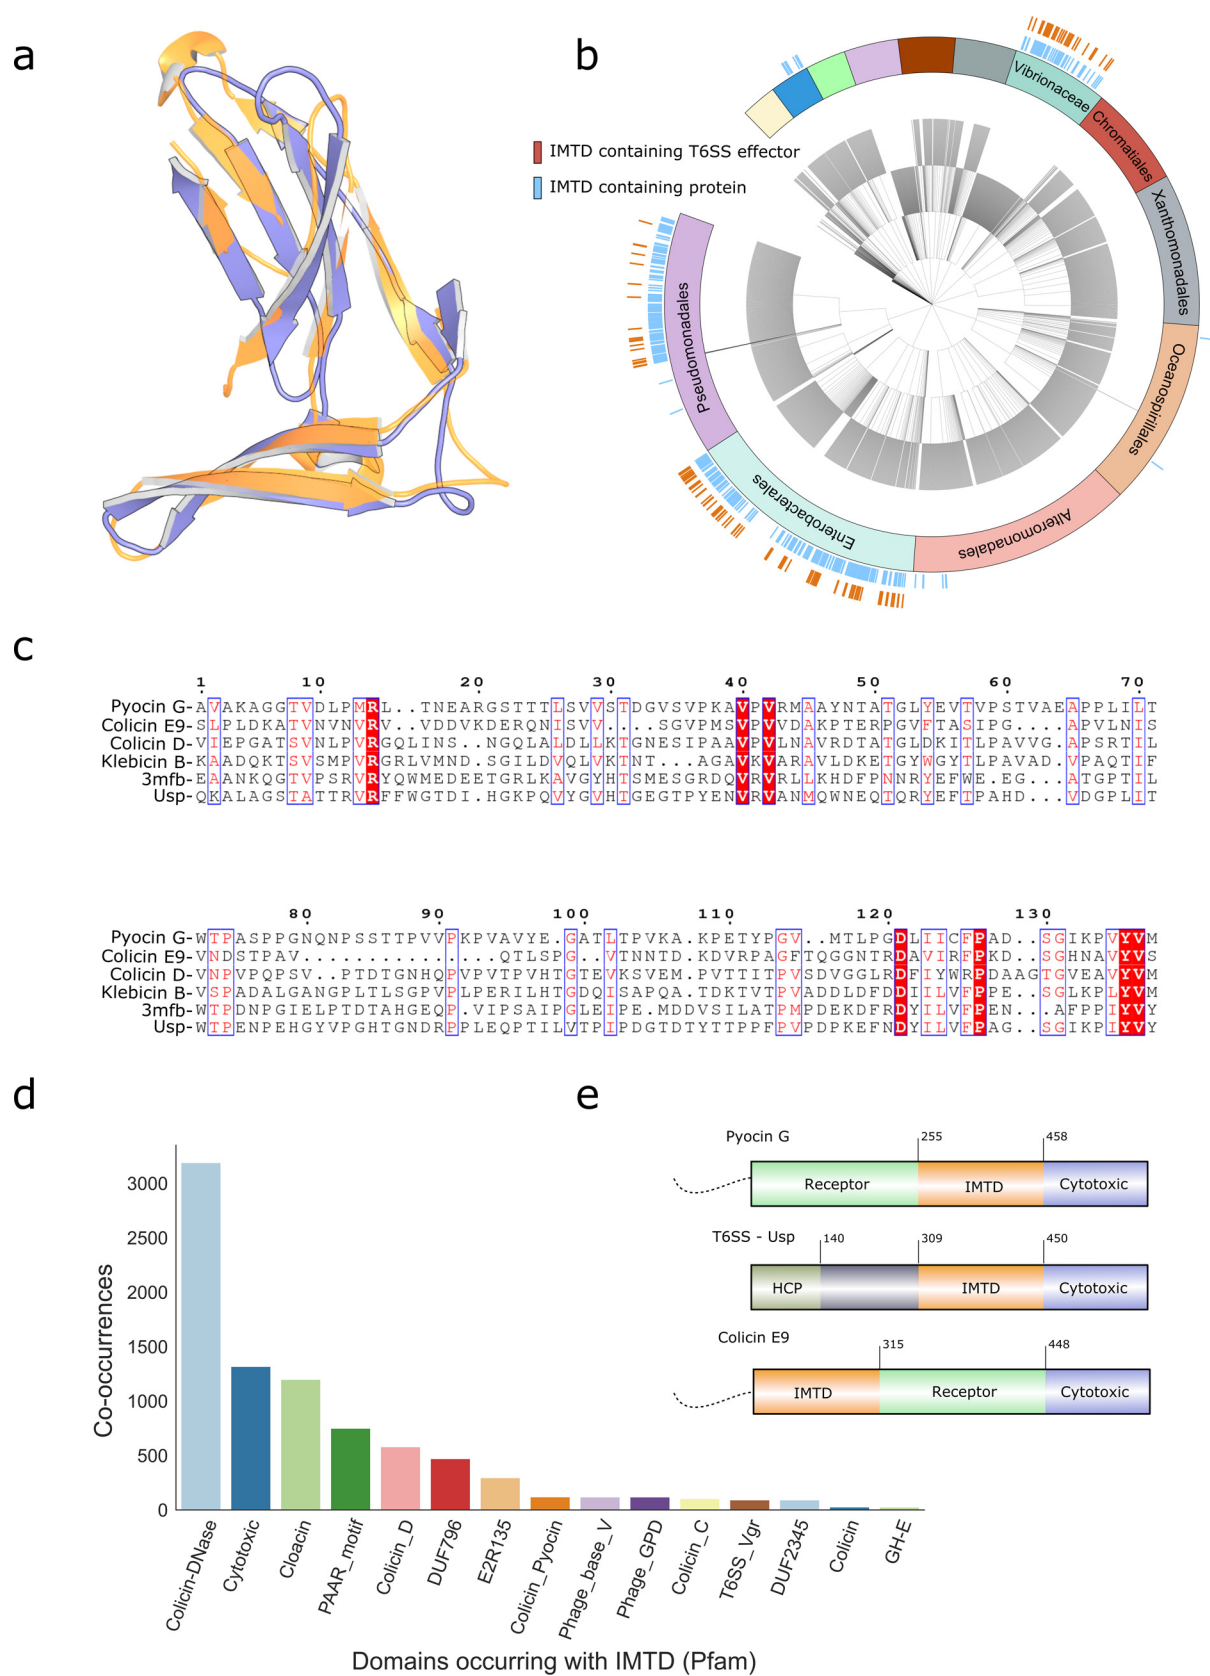 a
b
IMTD containing T6SS effector
IMTD containing protein
Vibrionaceae
Chromatiales
Xanthomonadales
Oceanospirillales
Alteromonadales
Enterobacterales
Pseudomonadales
c
1 10 20 30 40 50 60 70
Pyocin G-AVAKAGGTVDLPMRL..TNEARGSTTTLSVVSTDGVSVPKAVPVRMAAYNTATGLYEVTVPSTVAEAPPLILT
Colicin E9-SLPLDKATVNVNVRV...VDDVKDERQNISVV...SGVPMSVPVVDAKPTERPGVFTASIPG....APVLNIS
Colicin D-VIEPGATSVNLPVRGQLINS..NGQLALDLLKTGNESIPAAVPVLNAVRDTATGLDKITLPAVVG.APSRTIL
Klebicin B-KAADQKTSVSMPVRGRLVMND.SGILDVQLVKTNT...AGAVKVARAVLKDETGYWGYTLPAVAG.APAQTIF
3mfb-EAANKQGTVPSRVRYQWMEDEETGRLKAVGYHTSMESGRDQVRVRLLKHDFPNNRYEFWE.EG...ATGPTIL
Usp-QKALAGSTATTRVRFFWGTDI.HGKPQVYGVHTGEGTPYENVRVANMQWNEQTQRYEFTPAHD...VDGPLIT
80 90 100 110 120 130
Pyocin G-WTPASPPGNQNPSSTTPVVPKPVAVYE.GATLTPVKA.KPETYPGV..MTLPGDLIICFPAD..SGIKPVYVM
Colicin E9-VNDSTPAV...............QTLSPG.VTNNTD.KDVRPAGFTQGGNTRDAVIRFPKD..SGHNAVYVS
Colicin D-VNPVPQPSV..PTDTGNHQPVPVTPVHTGTEVKSVEM.PVTTITPVSDVGGLRDFIYWRPDAAGTGVEAVYVM
Klebicin B-VSPADALGANGPLTLSGPVPLPERILHTGDQISAPQA.TDKTVTPVADDLDFDIILVFPPE..SGLKPLYVM
3mfb-WTPDNPGIELPTDTAHGEQP.VIPSAIPGLEIPE.MDDVSILATPMPDEKDFRDYILVFPEN...AFPPIYVM
Usp-WTPENPEHGYVPGHTGNDRPPLEQPTILVTPIPDGTDTYTTPPFPVPDPKEFNDYILVFPAG..SGIKPIYVY
d
3000
2500
2000
1500
1000
500
0
Co-occurrences
Colicin-DNase
Cytotoxic
Cloacin
PAAR_motif
Colicin_D
DUF796
E2R135
Colicin_Pyocin
Phage_base_V
Phage_GPD
Colicin_C
T6SS_Vgr
DUF2345
Colicin
GH-E
Domains occurring with IMTD (Pfam)
e
Pyocin G
255 458
Receptor IMTD Cytotoxic
T6SS - Usp
140 309 450
HCP IMTD Cytotoxic
Colicin E9
315 448
IMTD Receptor Cytotoxic